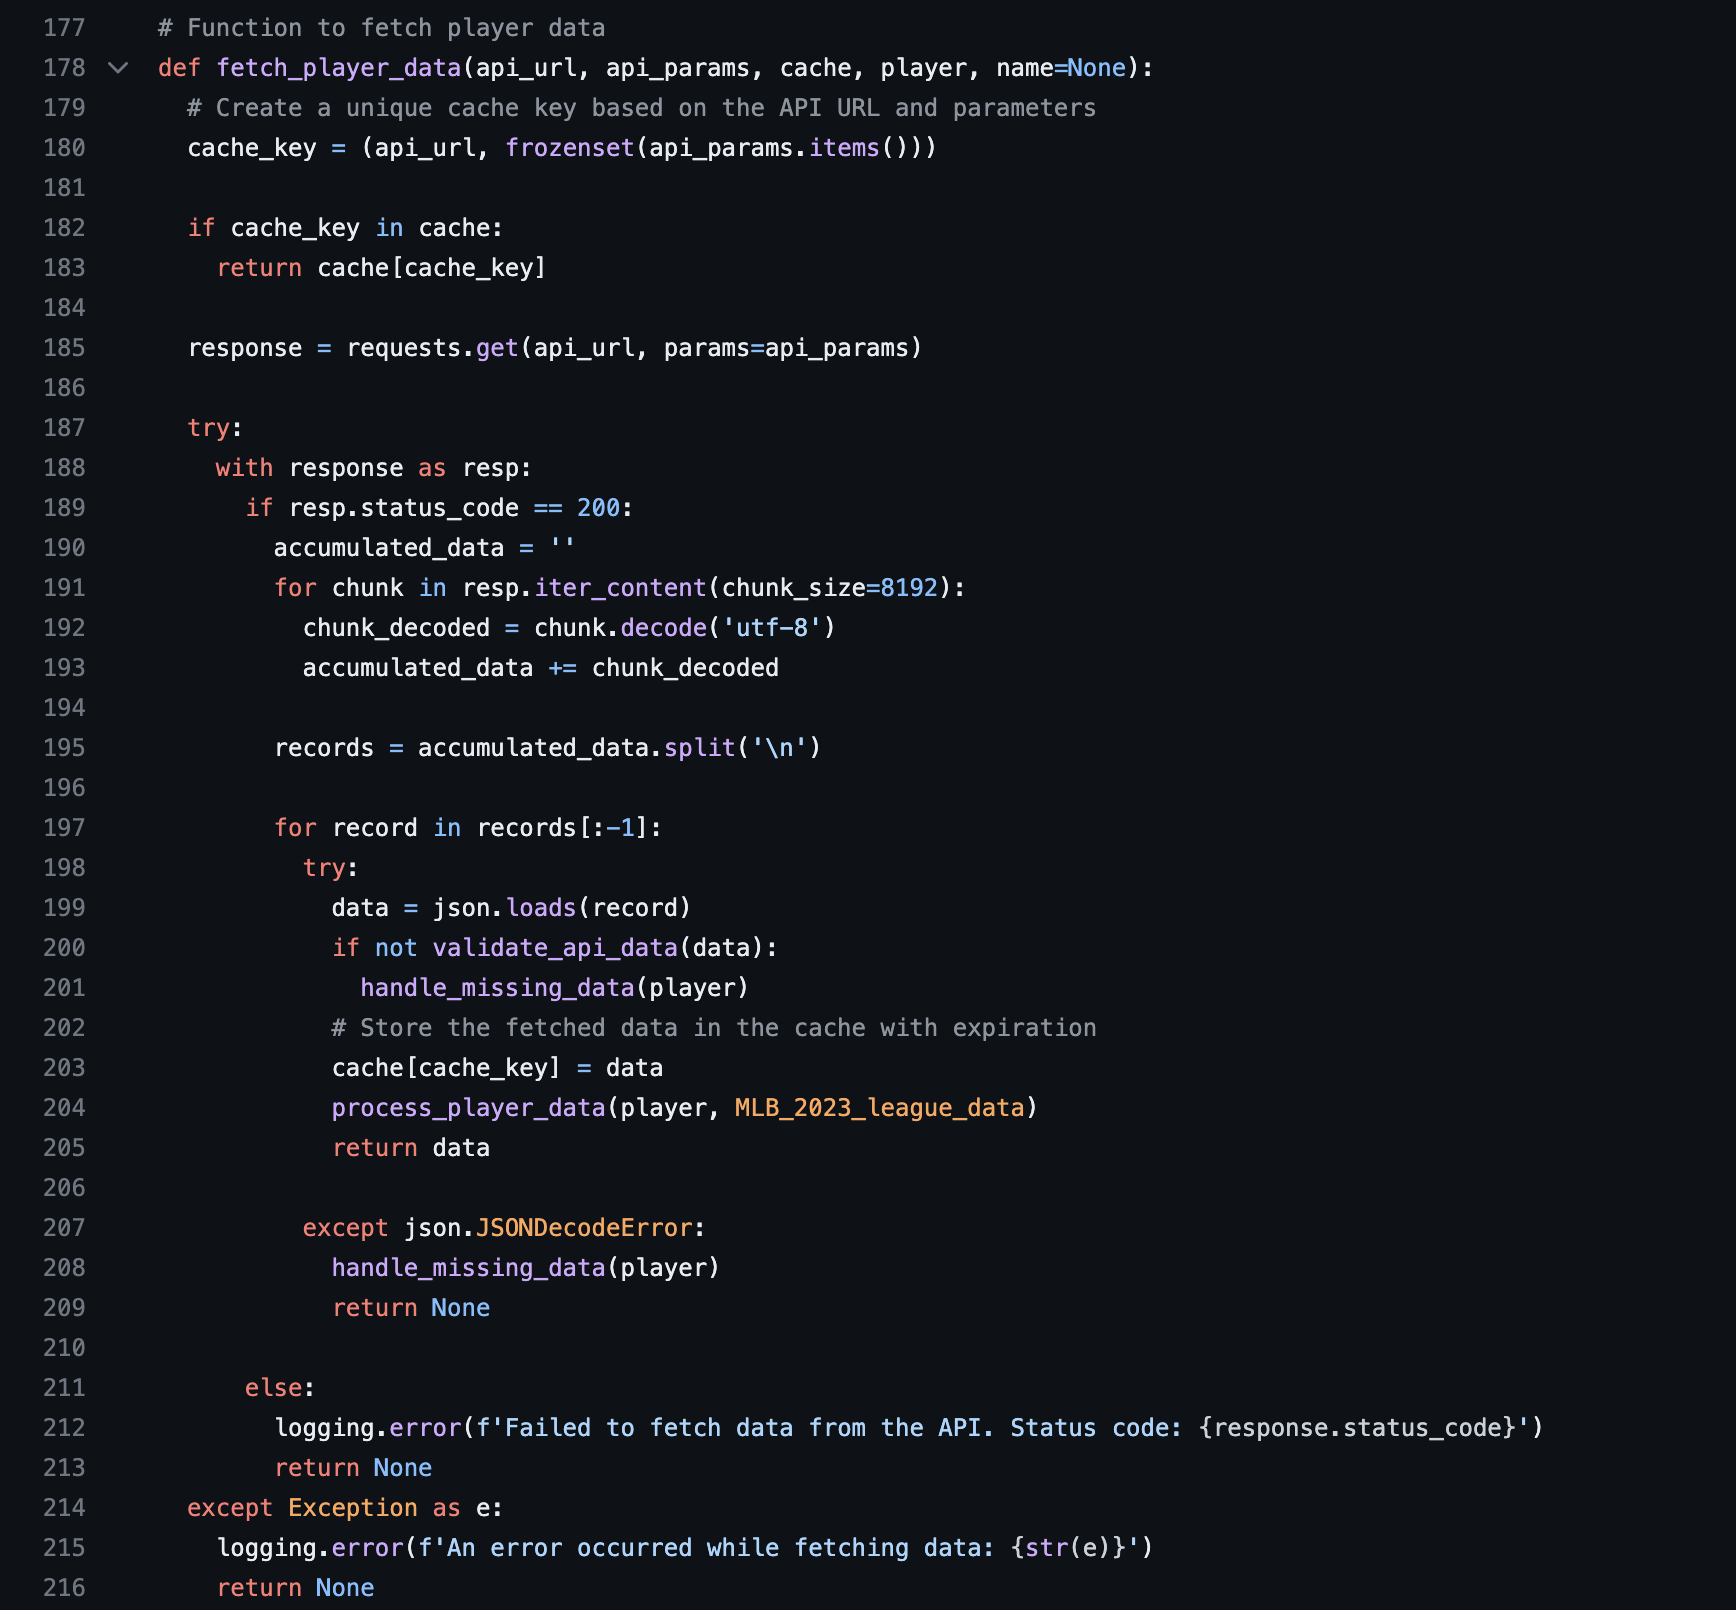 177 # Function to fetch player data
178 def fetch_player_data(api_url, api_params, cache, player, name=None):
179 # Create a unique cache key based on the API URL and parameters
180 cache_key = (api_url, frozenset(api_params.items()))
181
182 if cache_key in cache:
183 return cache[cache_key]
184
185 response = requests.get(api_url, params=api_params)
186
187 try:
188 with response as resp:
189 if resp.status_code == 200:
190 accumulated_data = ''
191 for chunk in resp.iter_content(chunk_size=8192):
192 chunk_decoded = chunk.decode('utf-8')
193 accumulated_data += chunk_decoded
194
195 records = accumulated_data.split('\n')
196
197 for record in records[:-1]:
198 try:
199 data = json.loads(record)
200 if not validate_api_data(data):
201 handle_missing_data(player)
202 # Store the fetched data in the cache with expiration
203 cache[cache_key] = data
204 process_player_data(player, MLB_2023_league_data)
205 return data
206
207 except json.JSONDecodeError:
208 handle_missing_data(player)
209 return None
210
211 else:
212 logging.error(f'Failed to fetch data from the API. Status code: {response.status_code}')
213 return None
214 except Exception as e:
215 logging.error(f'An error occurred while fetching data: {str(e)}')
216 return None